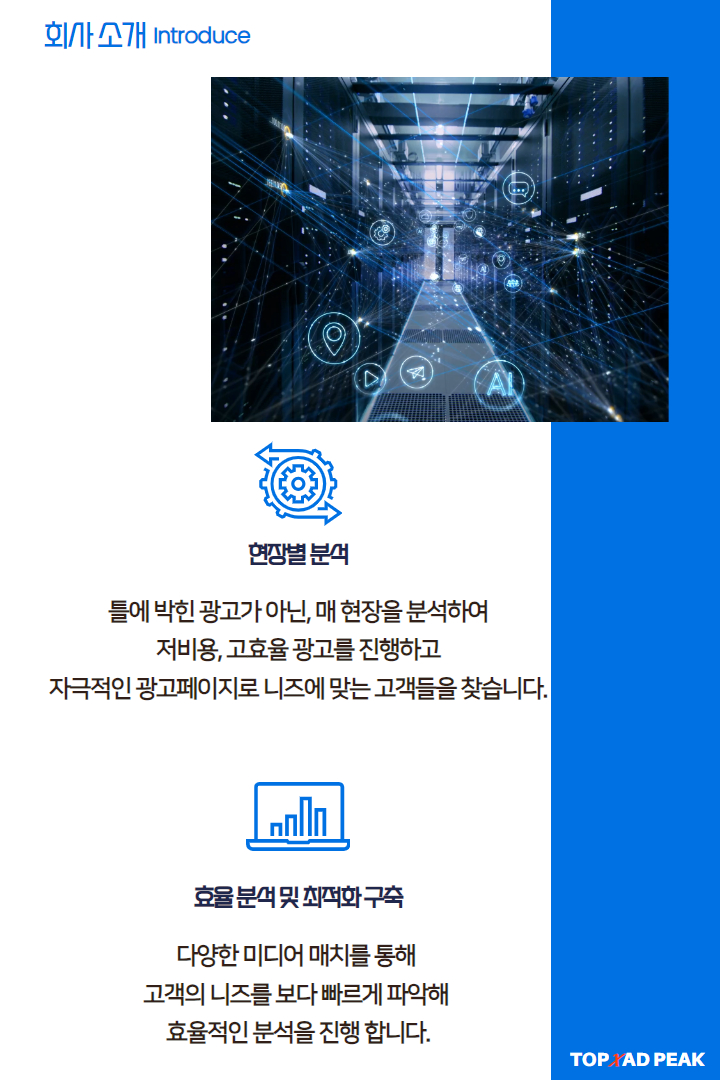 회사 소개 Introduce
AI
AI
현장별 분석
틀에 박힌 광고가 아닌, 매 현장을 분석하여
저비용, 고효율 광고를 진행하고
자극적인 광고페이지로 니즈에 맞는 고객들을 찾습니다.
효율 분석 및 최적화 구축
다양한 미디어 매치를 통해
고객의 니즈를 보다 빠르게 파악해
효율적인 분석을 진행 합니다.
TOP X AD PEAK